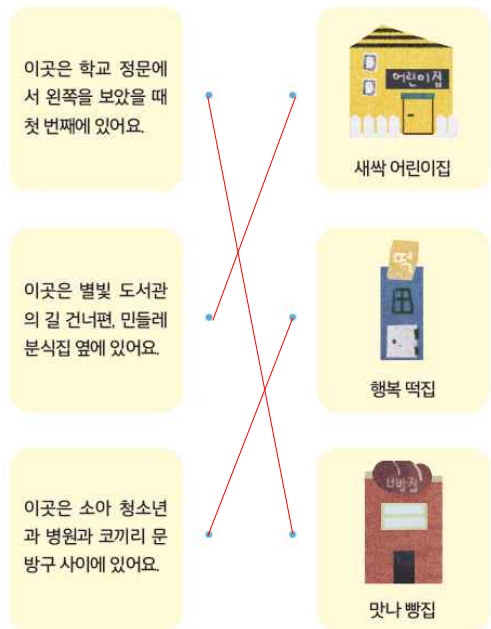 이곳은 학교 정문에
서 왼쪽을 보았을 때
첫 번째에 있어요.
어린이집
새싹 어린이집
이곳은 별빛 도서관
의 길 건너편, 민들레
분식집 옆에 있어요.
떡
행복 떡집
이곳은 소아 청소년
과 병원과 코끼리 문
방구 사이에 있어요.
맛나 빵집